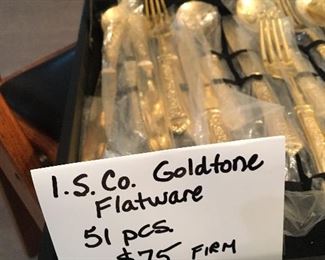 I.S. Co. Goldtone
Flatware
51 pcs.
$75 FIRM